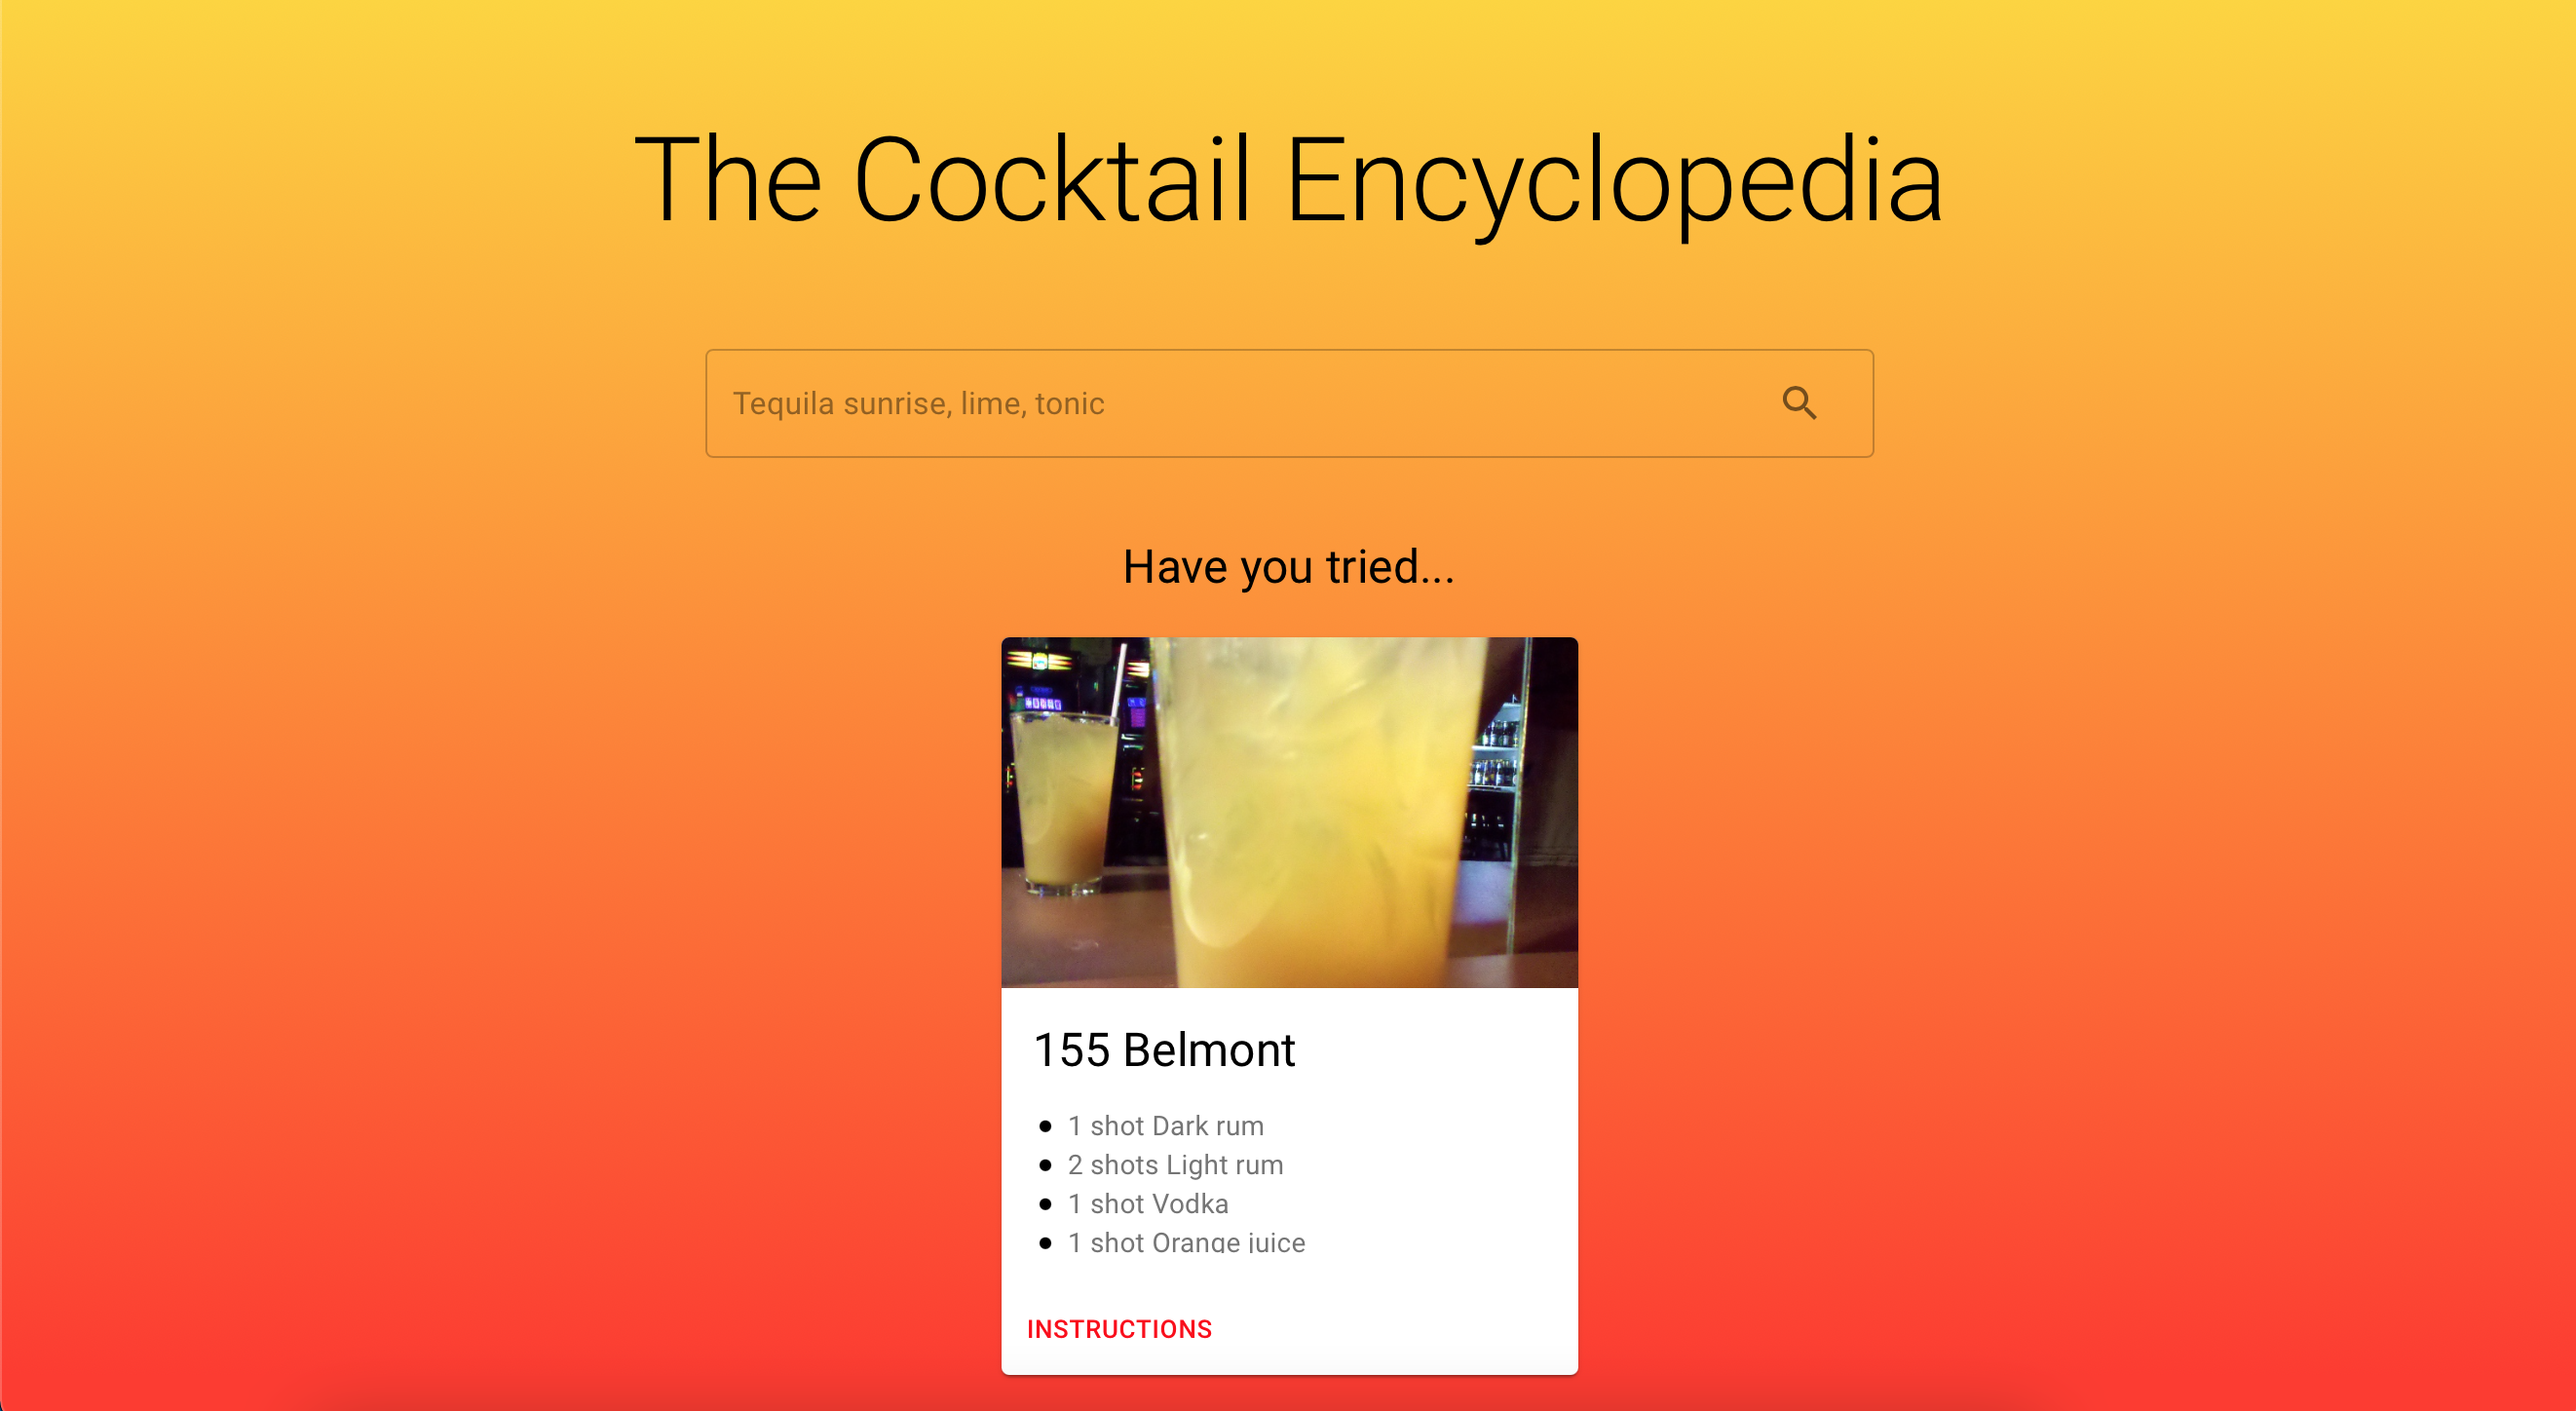 The Cocktail Encyclopedia
Tequila sunrise, lime, tonic
Have you tried...
155 Belmont
1 shot Dark rum
2 shots Light rum
1 shot Vodka
1 shot Orange juice
INSTRUCTIONS